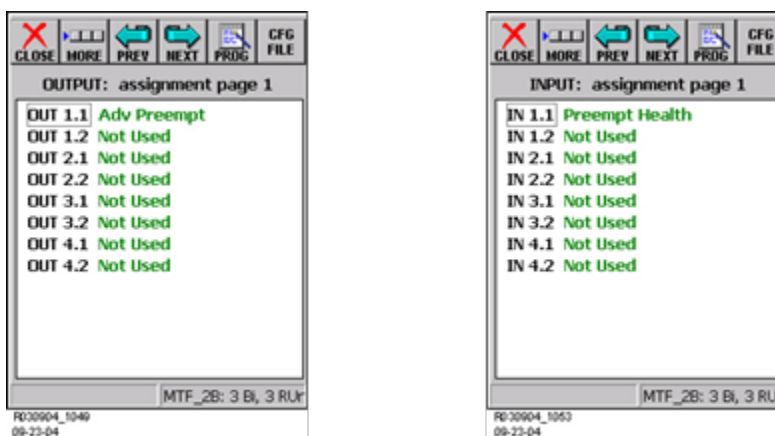 CLOSE MORE PREV NEXT PROG CFG FILE
OUTPUT: assignment page 1
OUT 1.1 Adv Preempt
OUT 1.2 Not Used
OUT 2.1 Not Used
OUT 2.2 Not Used
OUT 3.1 Not Used
OUT 3.2 Not Used
OUT 4.1 Not Used
OUT 4.2 Not Used
MTF_2B: 3 Bi, 3 RUr
R030904_1049
09-23-04
CLOSE MORE PREV NEXT PROG CFG FILE
INPUT: assignment page 1
IN 1.1 Preempt Health
IN 1.2 Not Used
IN 2.1 Not Used
IN 2.2 Not Used
IN 3.1 Not Used
IN 3.2 Not Used
IN 4.1 Not Used
IN 4.2 Not Used
MTF_2B: 3 Bi, 3 RU
R030904_1053
09-23-04